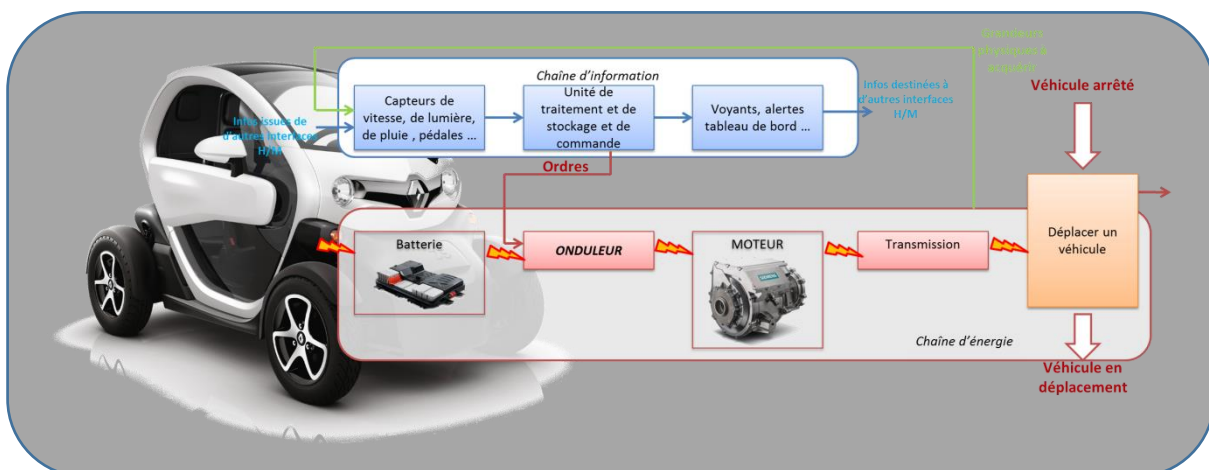 Grandeurs
physiques à
acquérir
Chaîne d'information
Infos destinées à
d'autres interfaces
H/M
Véhicule arrêté
Capteurs de
vitesse, de lumière,
de pluie , pédales ...
Unité de
traitement et de
stockage et de
commande
Voyants, alertes
tableau de bord ...
Infos issues de
d'autres interfaces
H/M
Ordres
Batterie
ONDULEUR
MOTEUR
Transmission
Déplacer un
véhicule
Chaîne d'énergie
Véhicule en
déplacement